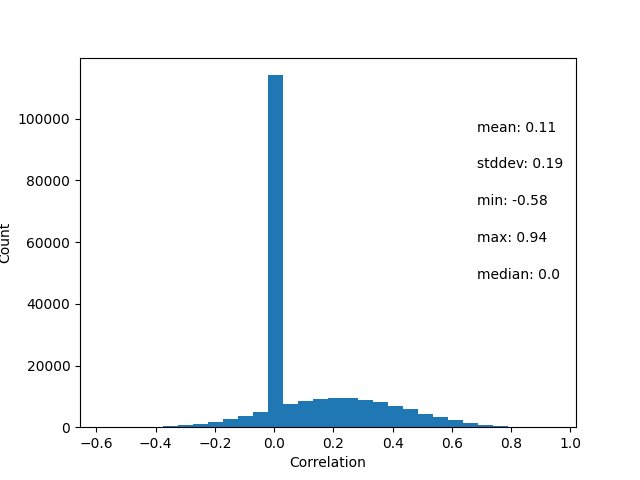 100000
80000
60000
40000
20000
0
Count
mean: 0.11
stddev: 0.19
min: -0.58
max: 0.94
median: 0.0
−0.6 −0.4 −0.2 0.0 0.2 0.4 0.6 0.8 1.0
Correlation